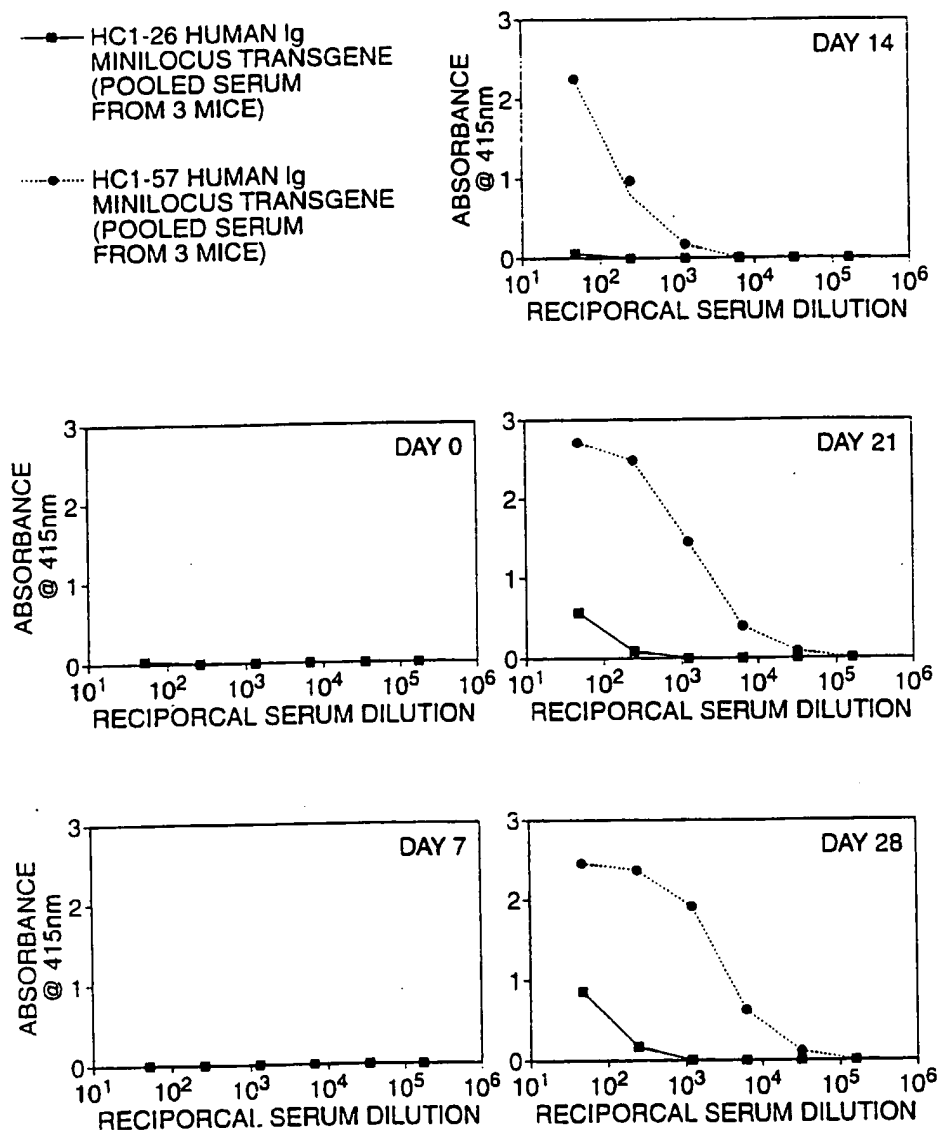 HC1-26 HUMAN Ig
MINILOCUS TRANSGENE
(POOLED SERUM
FROM 3 MICE)
HC1-57 HUMAN Ig
MINILOCUS TRANSGENE
(POOLED SERUM
FROM 3 MICE)
DAY 14
ABSORBANCE
@ 415nm
3
2
1
0
10¹ 10² 10³ 10⁴ 10⁵ 10⁶
RECIPORCAL SERUM DILUTION
DAY 0
ABSORBANCE
@ 415nm
3
2
1
0
10¹ 10² 10³ 10⁴ 10⁵ 10⁶
RECIPORCAL SERUM DILUTION
DAY 21
3
2
1
0
10¹ 10² 10³ 10⁴ 10⁵ 10⁶
RECIPORCAL SERUM DILUTION
DAY 7
ABSORBANCE
@ 415nm
3
2
1
0
10¹ 10² 10³ 10⁴ 10⁵ 10⁶
RECIPORCAL SERUM DILUTION
DAY 28
3
2
1
0
10¹ 10² 10³ 10⁴ 10⁵ 10⁶
RECIPORCAL SERUM DILUTION